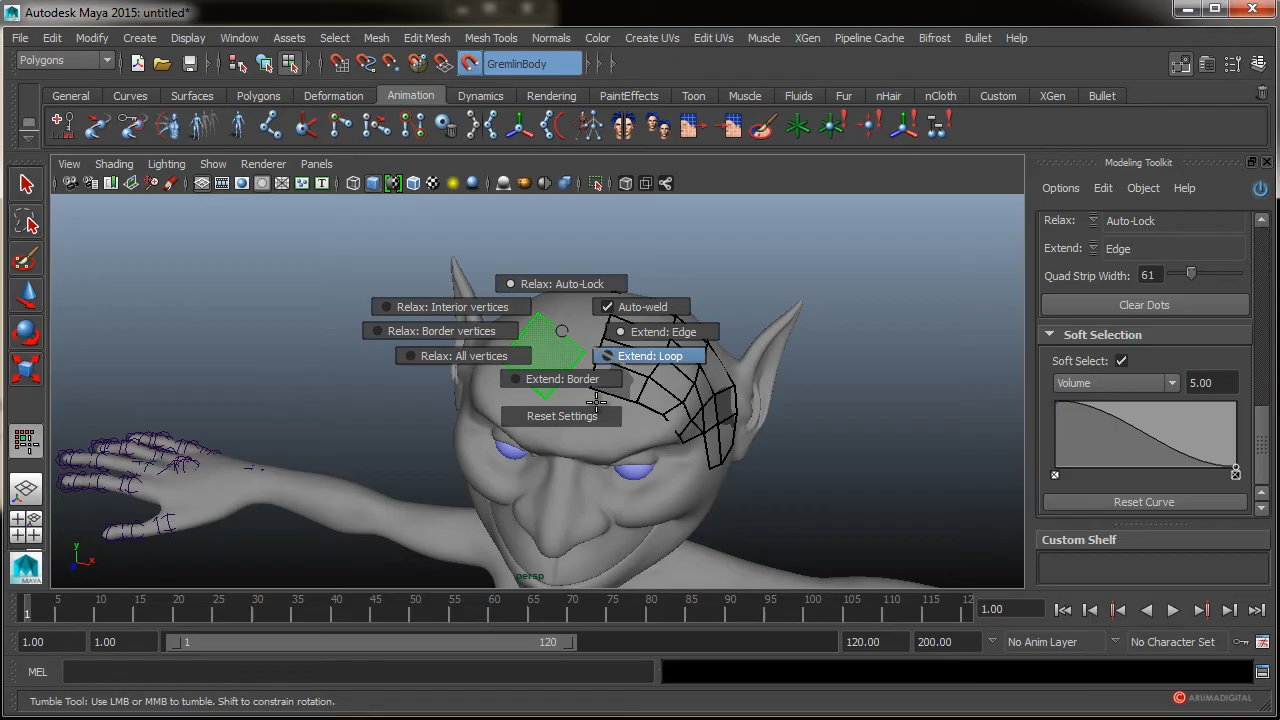 Autodesk Maya 2015: untitled*
File Edit Modify Create Display Window Assets Select Mesh Edit Mesh Mesh Tools Normals Color Create UVs Edit UVs Muscle XGen Pipeline Cache Bifrost Bullet Help
Polygons
GremlinBody
General Curves Surfaces Polygons Deformation Animation Dynamics Rendering PaintEffects Toon Muscle Fluids Fur nHair nCloth Custom XGen Bullet
View Shading Lighting Show Renderer Panels
Modeling Toolkit
Options Edit Object Help
Relax: Auto-Lock
Extend: Edge
Quad Strip Width: 61
Clear Dots
Soft Selection
Soft Select:
Volume 5.00
Reset Curve
Custom Shelf
Relax: Auto-Lock
Relax: Interior vertices Auto-weld
Relax: Border vertices Extend: Edge
Relax: All vertices Extend: Loop
Extend: Border
Reset Settings
y
x
persp
MAYA
1 5 10 15 20 25 30 35 40 45 50 55 60 65 70 75 80 85 90 95 100 105 110 115 12
1.00
1.00 1.00 1 120 120.00 200.00 No Anim Layer No Character Set
MEL
Tumble Tool: Use LMB or MMB to tumble. Shift to constrain rotation.
C ARUMADIGITAL